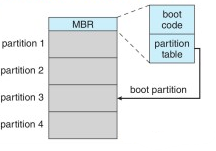 MBR
boot
code
partition
table
partition 1
partition 2
partition 3
boot partition
partition 4